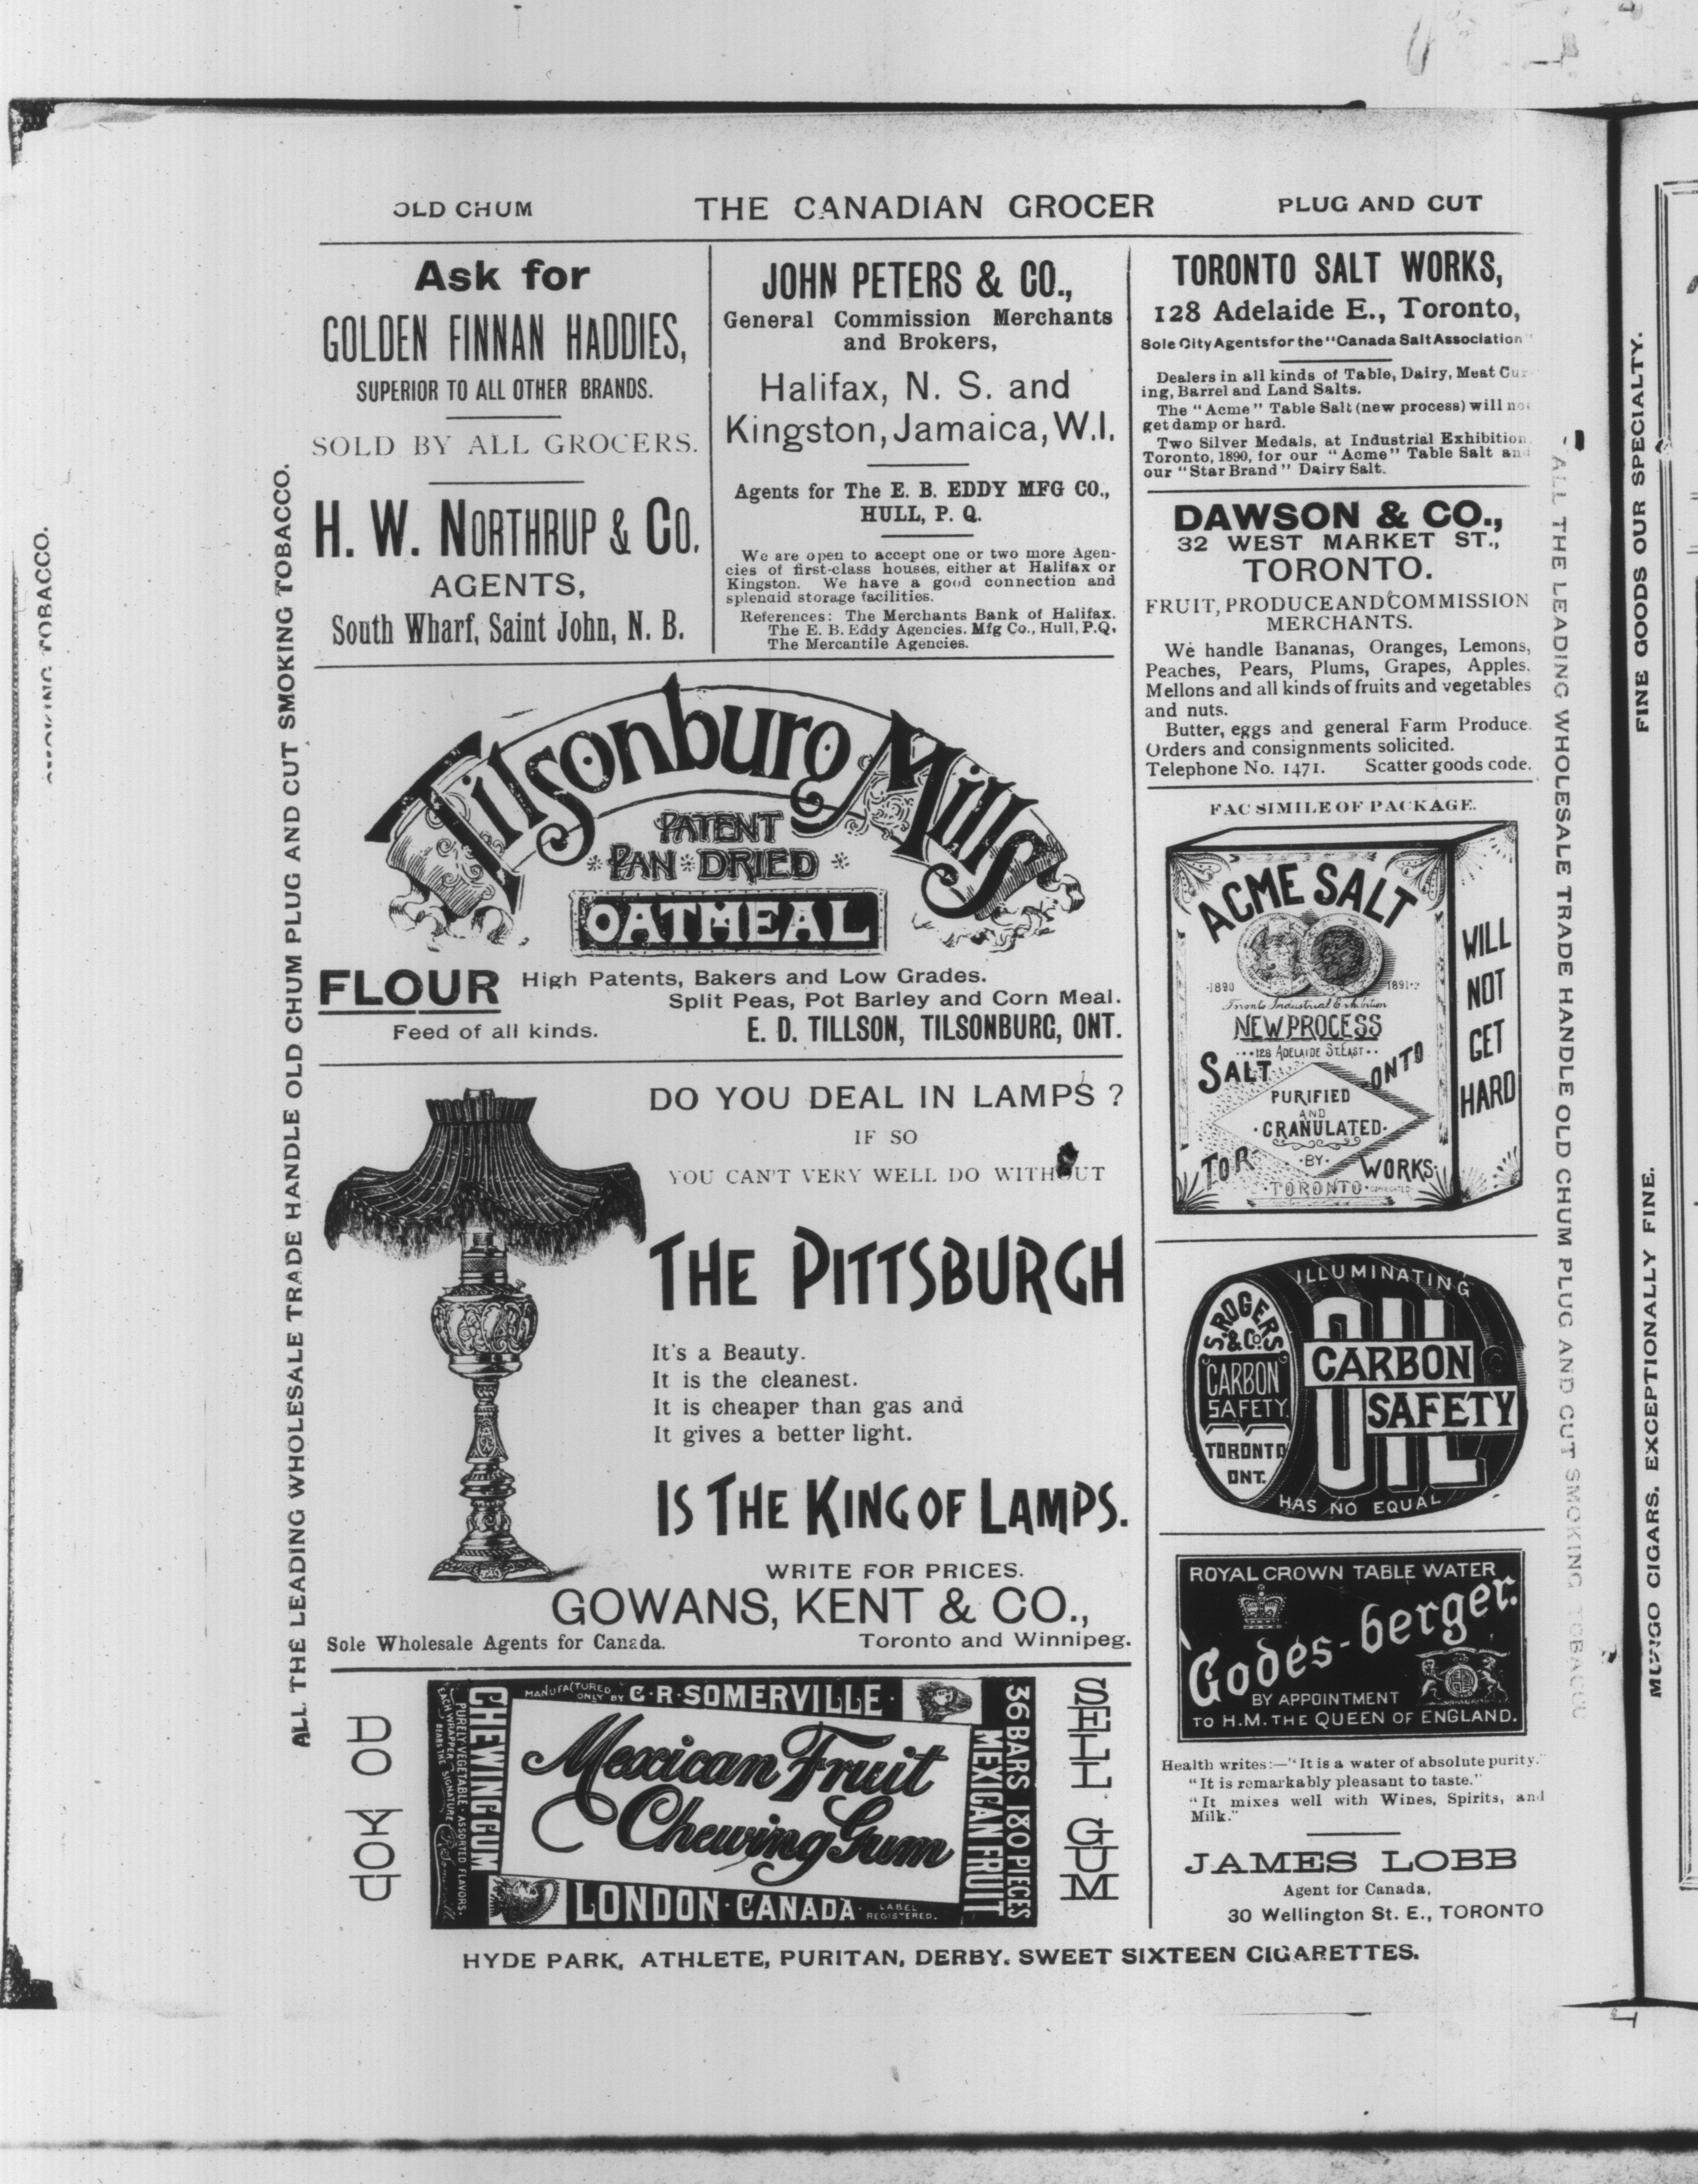 OLD CHUM
THE CANADIAN GROCER
PLUG AND CUT
ALL THE LEADING WHOLESALE TRADE HANDLE OLD CHUM PLUG AND CUT SMOKING TOBACCO.
Ask for
GOLDEN FINNAN HADDIES,
SUPERIOR TO ALL OTHER BRANDS.
SOLD BY ALL GROCERS.
H. W. NORTHRUP & CO.
AGENTS,
South Wharf, Saint John, N. B.
JOHN PETERS & CO.,
General Commission Merchants
and Brokers,
Halifax, N. S. and
Kingston, Jamaica, W.I.
Agents for The E. B. EDDY MFG CO.,
HULL, P. Q.
We are open to accept one or two more Agen-
cies of first-class houses, either at Halifax or
Kingston. We have a good connection and
splenaid storage facilities.
References: The Merchants Bank of Halifax.
The E. B. Eddy Agencies. Mfg Co., Hull, P.Q.
The Mercantile Agencies.
Tilsonburg Mills
PATENT
PAN DRIED
OATMEAL
FLOUR High Patents, Bakers and Low Grades.
Split Peas, Pot Barley and Corn Meal.
Feed of all kinds.
E. D. TILLSON, TILSONBURG, ONT.
DO YOU DEAL IN LAMPS ?
IF SO
YOU CAN'T VERY WELL DO WITHOUT
THE PITTSBURGH
It's a Beauty.
It is the cleanest.
It is cheaper than gas and
It gives a better light.
IS THE KING OF LAMPS.
WRITE FOR PRICES.
GOWANS, KENT & CO.,
Sole Wholesale Agents for Canada.
Toronto and Winnipeg.
DO YOU
EACH WRAPPER BEARS THE SIGNATURE
PURELY VEGETABLE · ASSORTED FLAVORS.
CHEWING GUM
MANUFACTURED ONLY BY C·R·SOMERVILLE·
Mexican Fruit
Chewing Gum
LONDON·CANADA·
LABEL
REGISTERED.
MEXICAN FRUIT
36 BARS 180 PIECES
SELL GUM
TORONTO SALT WORKS,
128 Adelaide E., Toronto,
Sole City Agents for the "Canada Salt Association"
Dealers in all kinds of Table, Dairy, Meat Cur-
ing, Barrel and Land Salts.
The "Acme" Table Salt (new process) will not
get damp or hard.
Two Silver Medals, at Industrial Exhibition
Toronto, 1890, for our "Acme" Table Salt and
our "Star Brand" Dairy Salt.
DAWSON & CO.,
32 WEST MARKET ST.,
TORONTO.
FRUIT, PRODUCE AND COMMISSION
MERCHANTS.
We handle Bananas, Oranges, Lemons,
Peaches, Pears, Plums, Grapes, Apples.
Mellons and all kinds of fruits and vegetables
and nuts.
Butter, eggs and general Farm Produce.
Orders and consignments solicited.
Telephone No. 1471. Scatter goods code.
FAC SIMILE OF PACKAGE.
ACME SALT
·1890
1891·2
Toronto Industrial Exhibition
NEW PROCESS
128 ADELAIDE ST. EAST
SALT
ONTO
PURIFIED
AND
·GRANULATED·
·BY·
TOR
WORKS
·TORONTO·
WILL
NOT
GET
HARD
ILLUMINATING
S. ROGERS
& CO'S
CARBON
SAFETY.
TORONTO
ONT.
CARBON
SAFETY
OIL
HAS NO EQUAL
ROYAL CROWN TABLE WATER
Godes-berger.
BY APPOINTMENT
TO H.M. THE QUEEN OF ENGLAND.
Health writes:—"It is a water of absolute purity."
"It is remarkably pleasant to taste."
"It mixes well with Wines, Spirits, and
Milk."
JAMES LOBB
Agent for Canada,
30 Wellington St. E., TORONTO
ALL THE LEADING WHOLESALE TRADE HANDLE OLD CHUM PLUG AND CUT SMOKING TOBACCO
HYDE PARK, ATHLETE, PURITAN, DERBY. SWEET SIXTEEN CIGARETTES.
SMOKING TOBACCO.
FINE GOODS OUR SPECIALTY.
MUNGO CIGARS. EXCEPTIONALLY FINE.